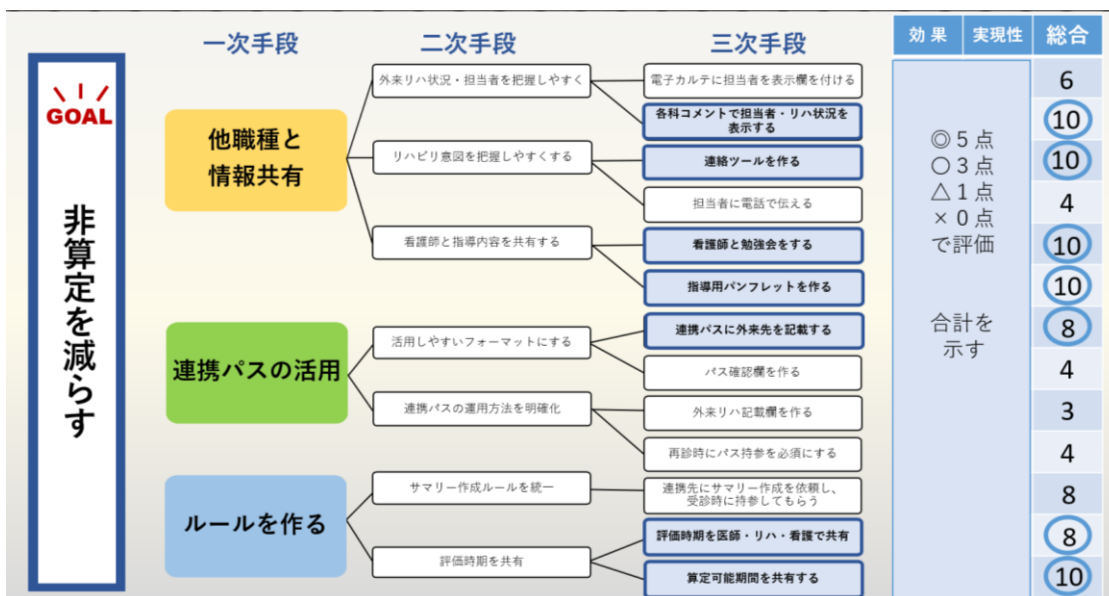 一次手段
二次手段
三次手段
効果
実現性
総合
GOAL
非算定を減らす
他職種と
情報共有
外来リハ状況・担当者を把握しやすく
電子カルテに担当者を表示欄を付ける
6
各科コメントで担当者・リハ状況を
表示する
10
リハビリ意図を把握しやすくする
連絡ツールを作る
10
担当者に電話で伝える
4
看護師と指導内容を共有する
看護師と勉強会をする
10
指導用パンフレットを作る
10
連携パスの活用
活用しやすいフォーマットにする
連携パスに外来先を記載する
8
パス確認欄を作る
4
連携パスの運用方法を明確化
外来リハ記載欄を作る
3
再診時にパス持参を必須にする
4
ルールを作る
サマリー作成ルールを統一
連携先にサマリー作成を依頼し、
受診時に持参してもらう
8
評価時期を共有
評価時期を医師・リハ・看護で共有
8
算定可能期間を共有する
10
◎5点
〇3点
△1点
×0点
で評価
合計を
示す